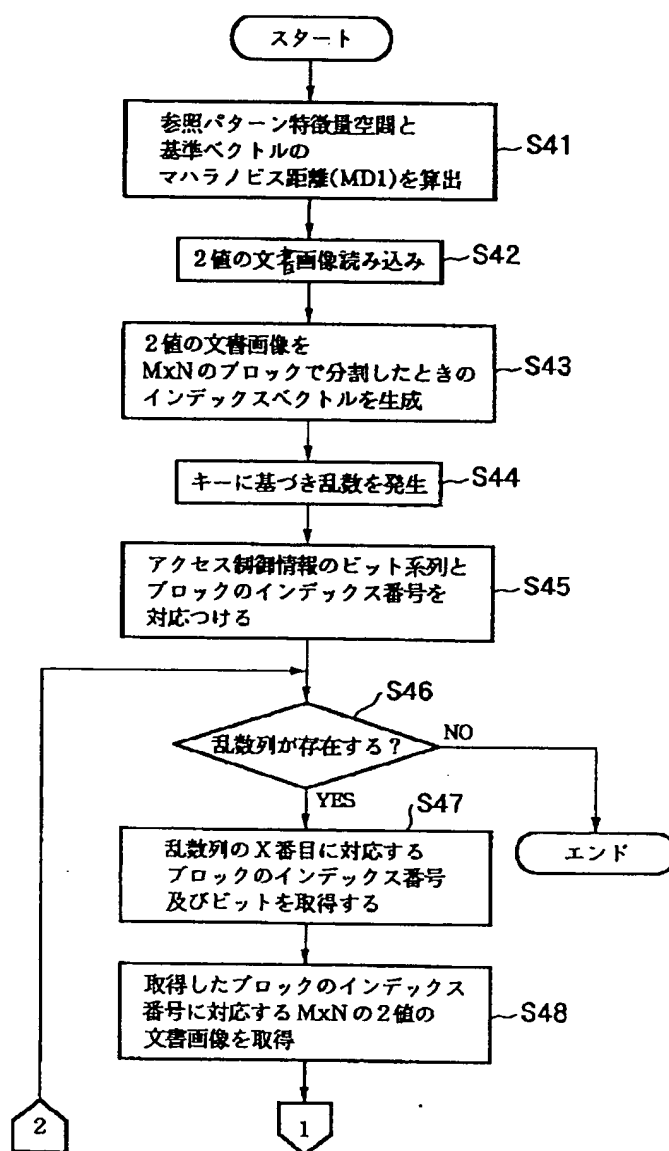 スタート
参照パターン特徴量空間と
基準ベクトルの
マハラノビス距離(MD1)を算出
S41
2値の文書画像読み込み
S42
2値の文書画像を
MxNのブロックで分割したときの
インデックスベクトルを生成
S43
キーに基づき乱数を発生
S44
アクセス制御情報のビット系列と
ブロックのインデックス番号を
対応つける
S45
S46
乱数列が存在する?
NO
YES
S47
乱数列のX番目に対応する
ブロックのインデックス番号
及びビットを取得する
エンド
取得したブロックのインデックス
番号に対応するMxNの2値の
文書画像を取得
S48
2
1